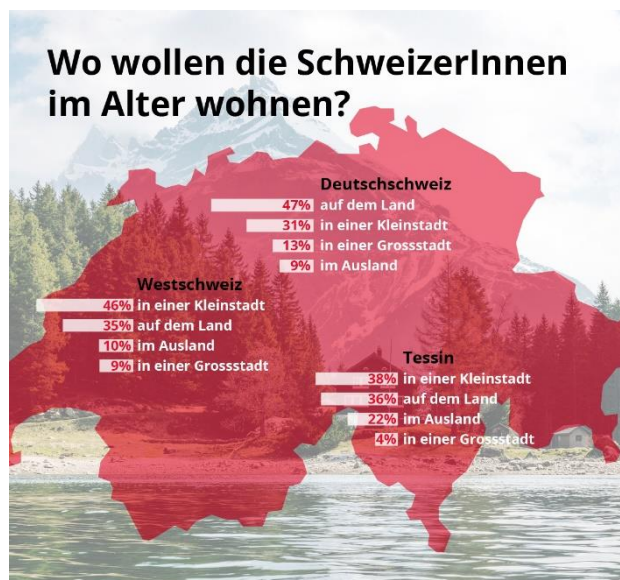 Wo wollen die SchweizerInnen
im Alter wohnen?
Deutschschweiz
47% auf dem Land
31% in einer Kleinstadt
13% in einer Grossstadt
9% im Ausland
Westschweiz
46% in einer Kleinstadt
35% auf dem Land
10% im Ausland
9% in einer Grossstadt
Tessin
38% in einer Kleinstadt
36% auf dem Land
22% im Ausland
4% in einer Grossstadt